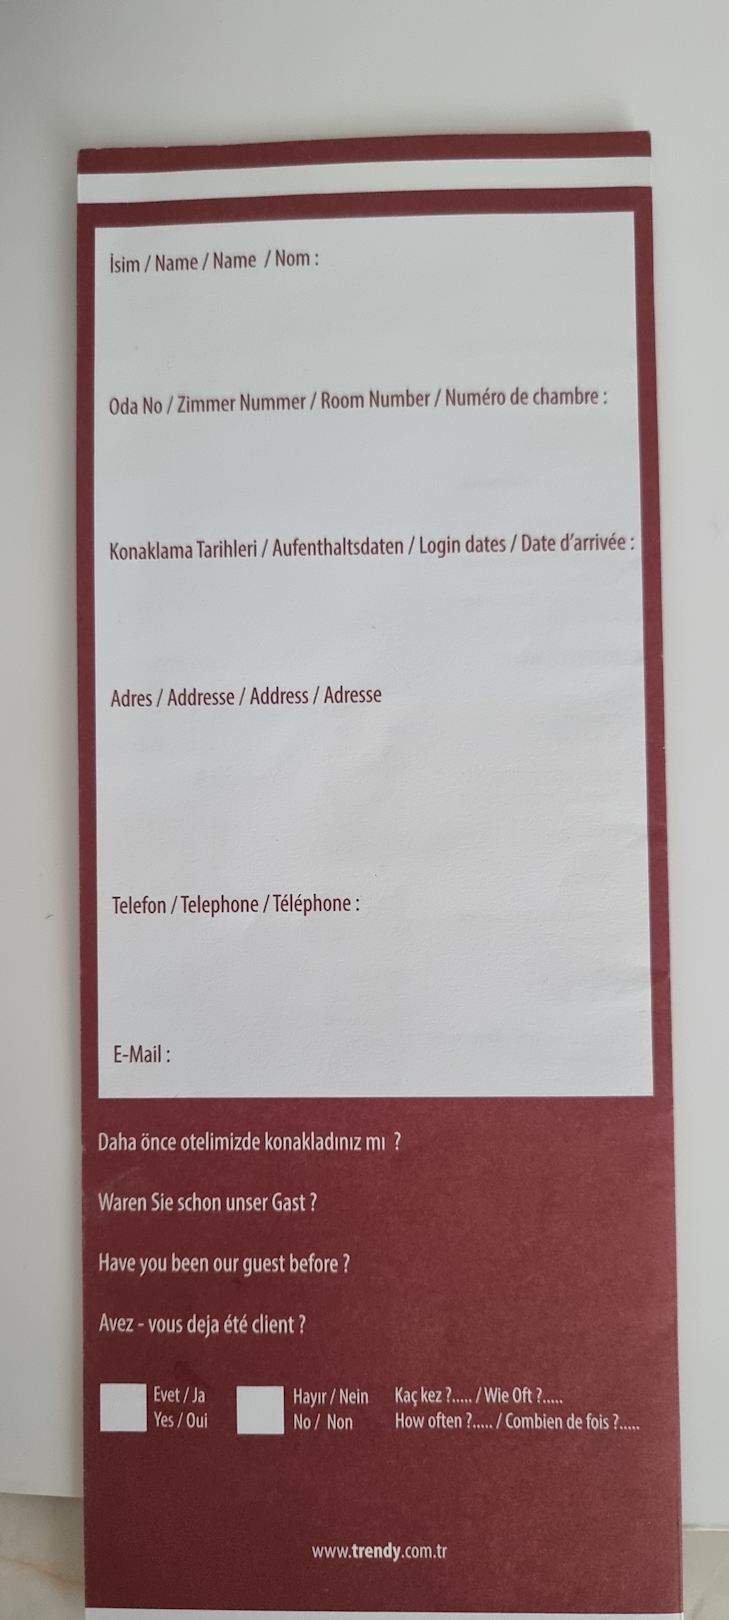 İsim / Name / Name / Nom :
Oda No / Zimmer Nummer / Room Number / Numéro de chambre :
Konaklama Tarihleri / Aufenthaltsdaten / Login dates / Date d'arrivée :
Adres / Addresse / Address / Adresse
Telefon / Telephone / Téléphone :
E-Mail :
Daha önce otelimizde konakladınız mı ?
Waren Sie schon unser Gast ?
Have you been our guest before ?
Avez - vous deja été client ?
Evet / Ja Hayır / Nein Kaç kez ?..... / Wie Oft ?.....
Yes / Oui No / Non How often ?..... / Combien de fois ?.....
www.trendy.com.tr